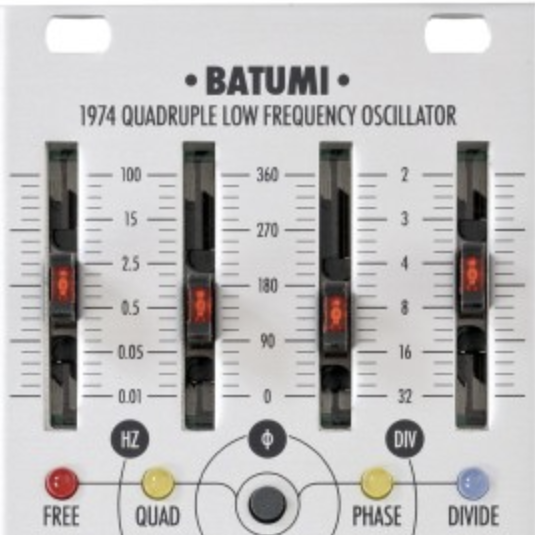 • BATUMI •
1974 QUADRUPLE LOW FREQUENCY OSCILLATOR
100 360 2
15 270 3
2.5 180 4
0.5 90 8
0.05 0 16
0.01 32
HZ Φ DIV
FREE QUAD PHASE DIVIDE